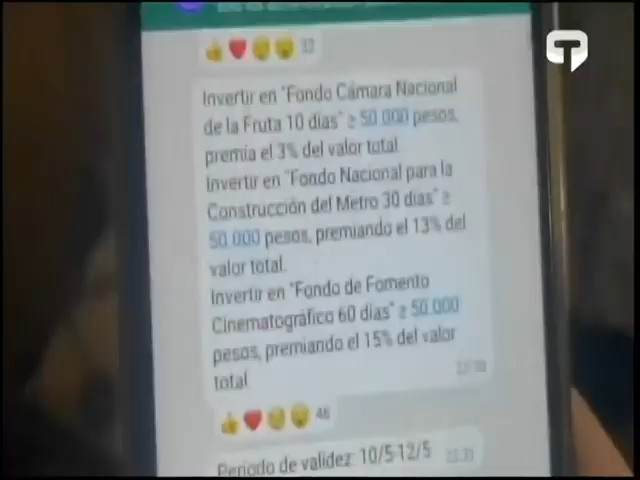 32
Invertir en "Fondo Cámara Nacional
de la Fruta 10 días" ≥ 50.000 pesos,
premia el 3% del valor total.
Invertir en "Fondo Nacional para la
Construcción del Metro 30 días" ≥
50.000 pesos, premiando el 13% del
valor total.
Invertir en "Fondo de Fomento
Cinematográfico 60 días" ≥ 50.000
pesos, premiando el 15% del valor
total
46
Periodo de validez: 10/5-12/5